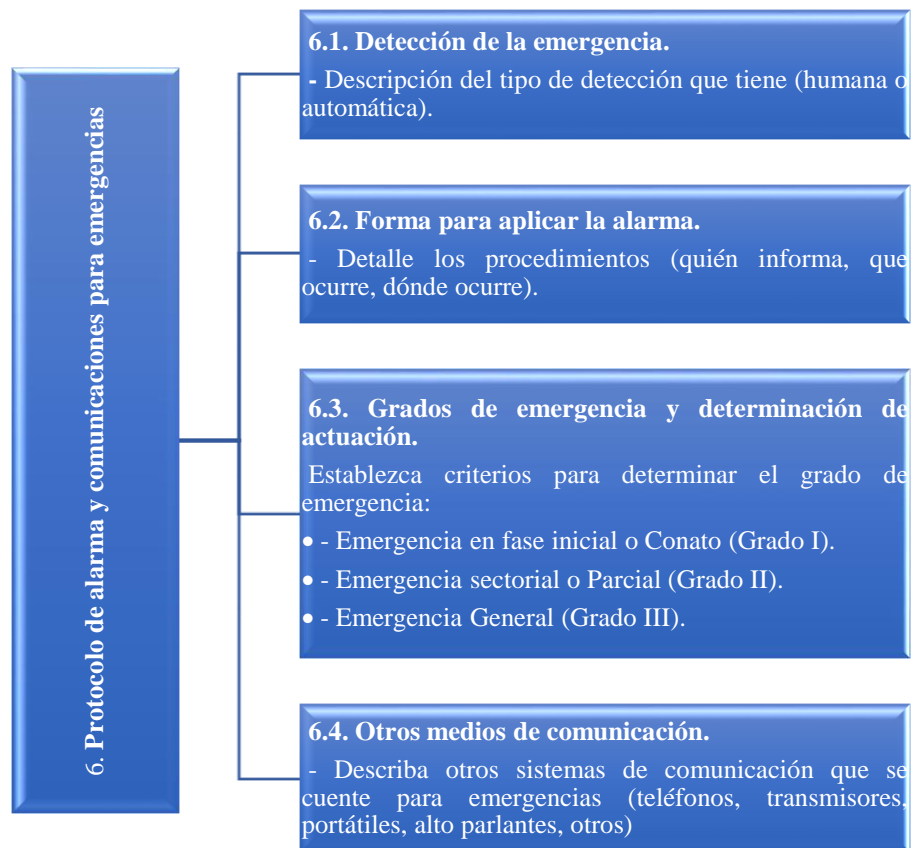 6. Protocolo de alarma y comunicaciones para emergencias
6.1. Detección de la emergencia.
- Descripción del tipo de detección que tiene (humana o
automática).
6.2. Forma para aplicar la alarma.
- Detalle los procedimientos (quién informa, que
ocurre, dónde ocurre).
6.3. Grados de emergencia y determinación de
actuación.
Establezca criterios para determinar el grado de
emergencia:
• - Emergencia en fase inicial o Conato (Grado I).
• - Emergencia sectorial o Parcial (Grado II).
• - Emergencia General (Grado III).
6.4. Otros medios de comunicación.
- Describa otros sistemas de comunicación que se
cuente para emergencias (teléfonos, transmisores,
portátiles, alto parlantes, otros)